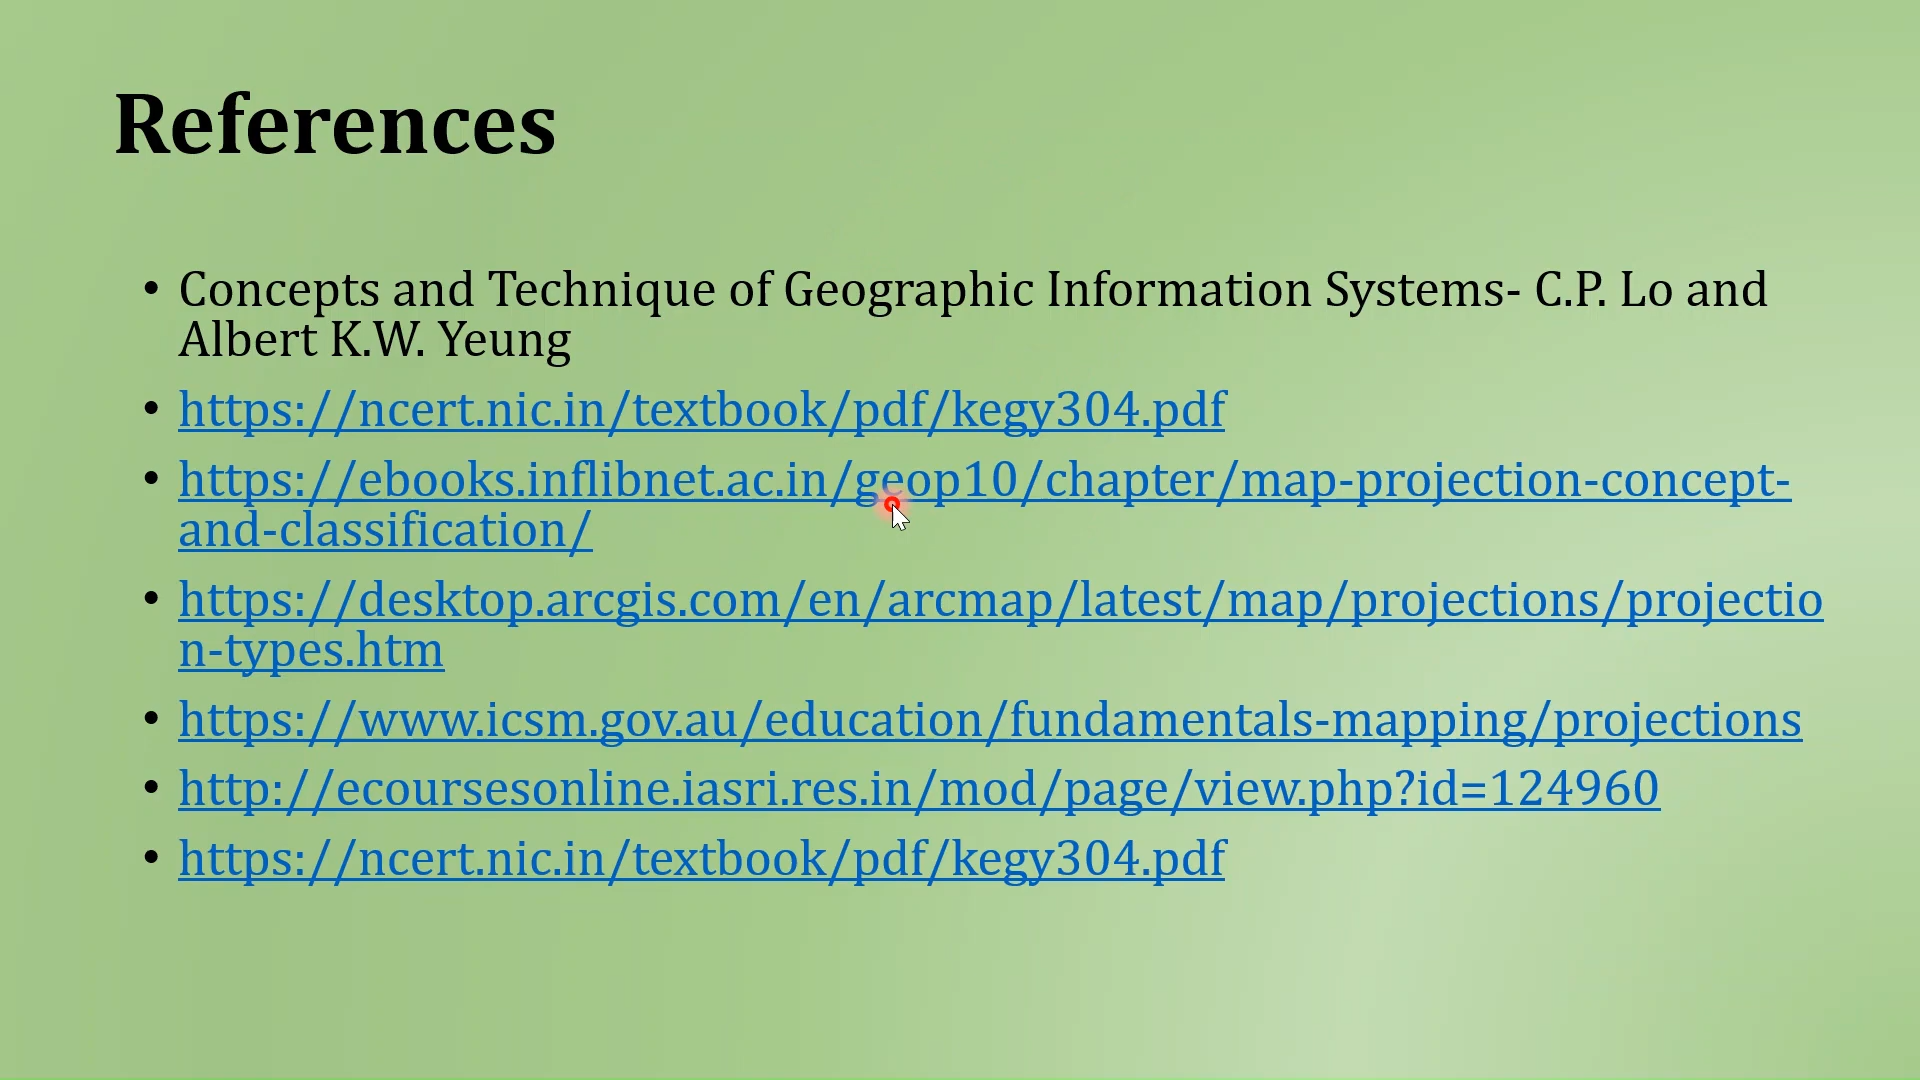 References
• Concepts and Technique of Geographic Information Systems- C.P. Lo and
Albert K.W. Yeung
• https://ncert.nic.in/textbook/pdf/kegy304.pdf
• https://ebooks.inflibnet.ac.in/geop10/chapter/map-projection-concept-
and-classification/
• https://desktop.arcgis.com/en/arcmap/latest/map/projections/projectio
n-types.htm
• https://www.icsm.gov.au/education/fundamentals-mapping/projections
• http://ecoursesonline.iasri.res.in/mod/page/view.php?id=124960
• https://ncert.nic.in/textbook/pdf/kegy304.pdf